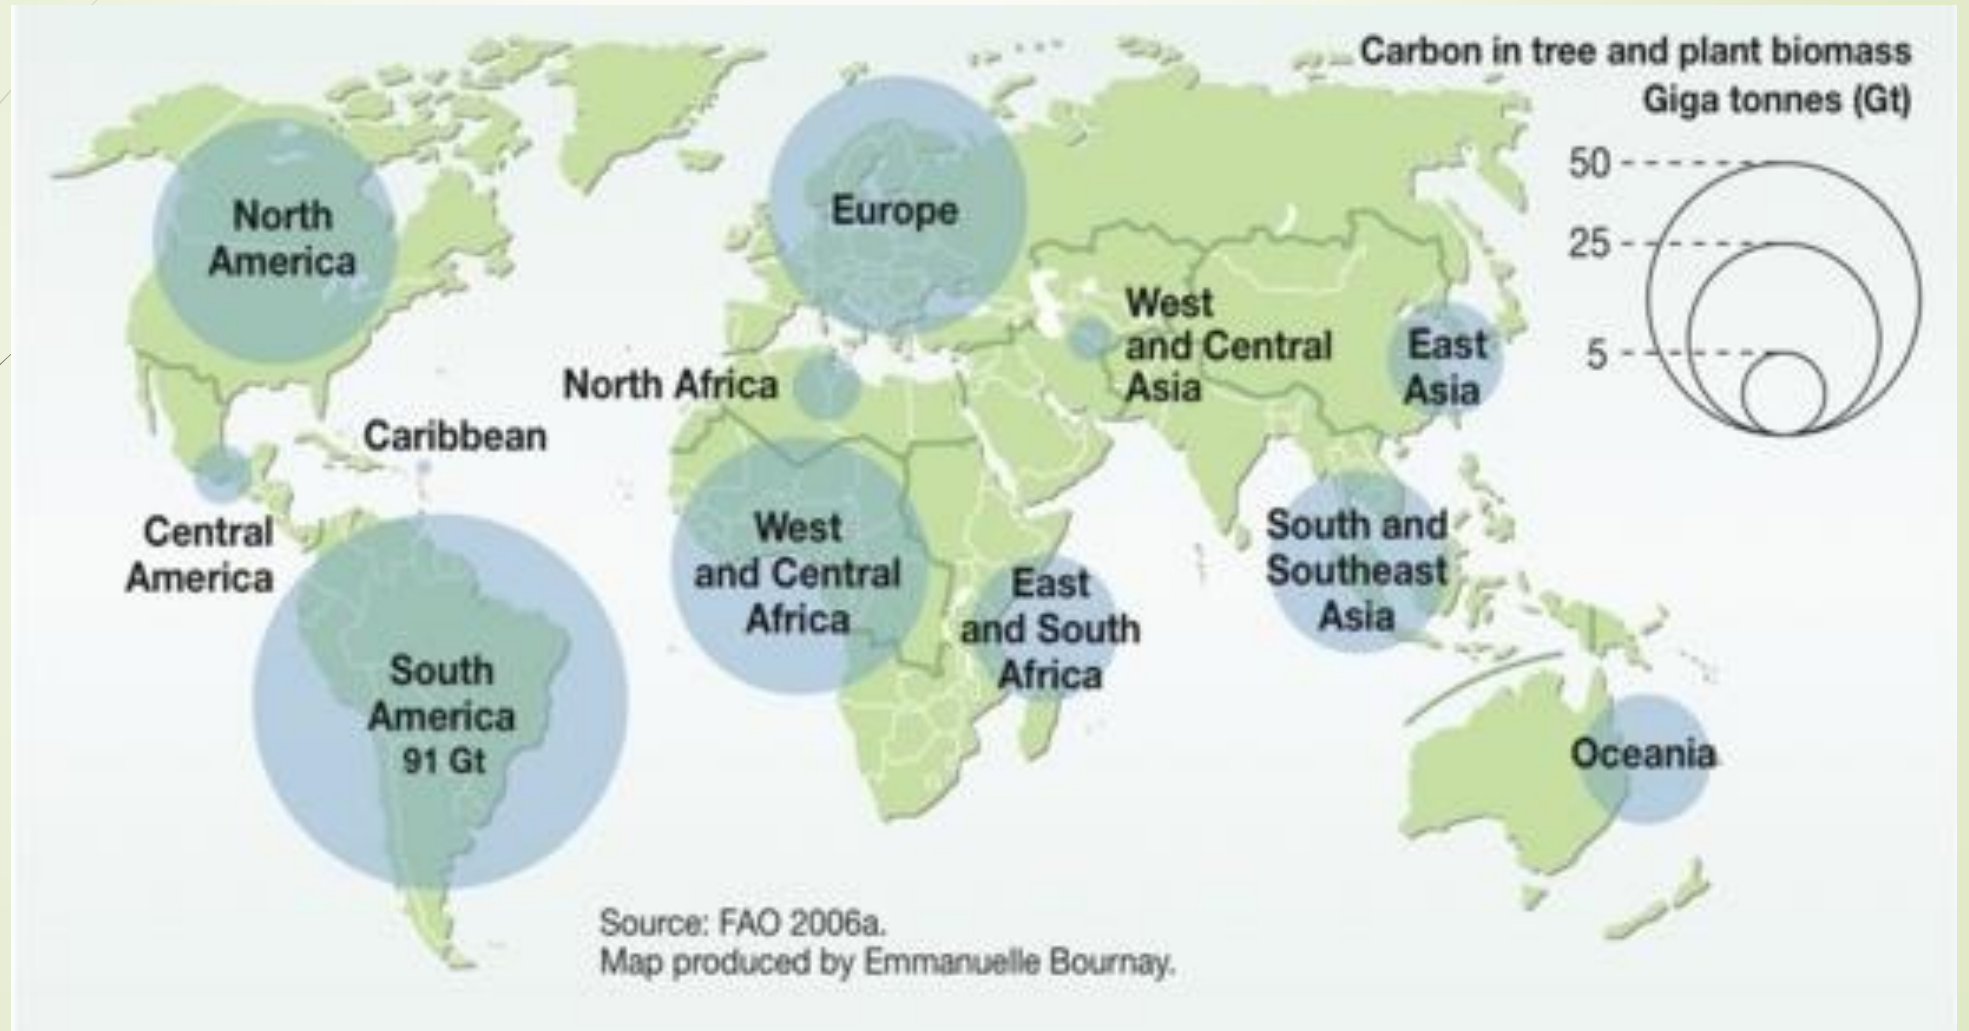 Carbon in tree and plant biomass
Giga tonnes (Gt)
50
25
5
North
America
Europe
West
and Central
Asia
East
Asia
North Africa
Caribbean
Central
America
West
and Central
Africa
East
and South
Africa
South and
Southeast
Asia
South
America
91 Gt
Oceania
Source: FAO 2006a.
Map produced by Emmanuelle Bournay.